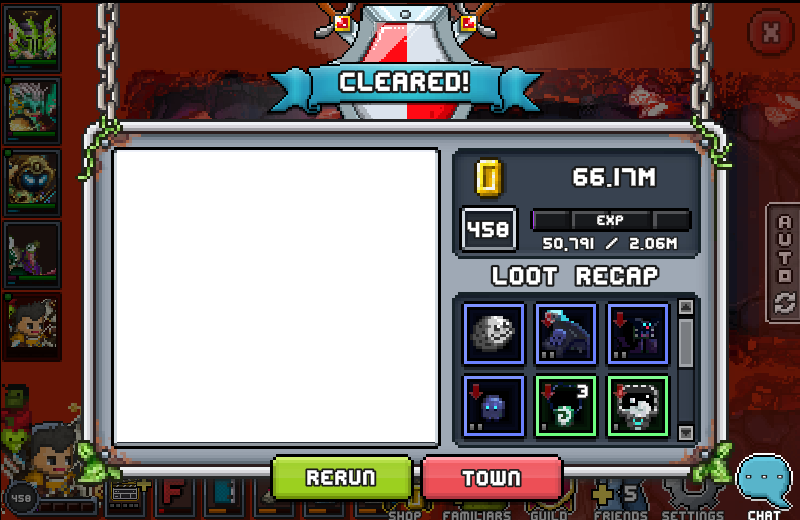 CLEARED!
66.17M
458
EXP
50,791 / 2.06M
LOOT RECAP
3
AUTO
RERUN
TOWN
458
F
5
SHOP
FAMILIARS
GUILD
FRIENDS
SETTINGS
CHAT
X